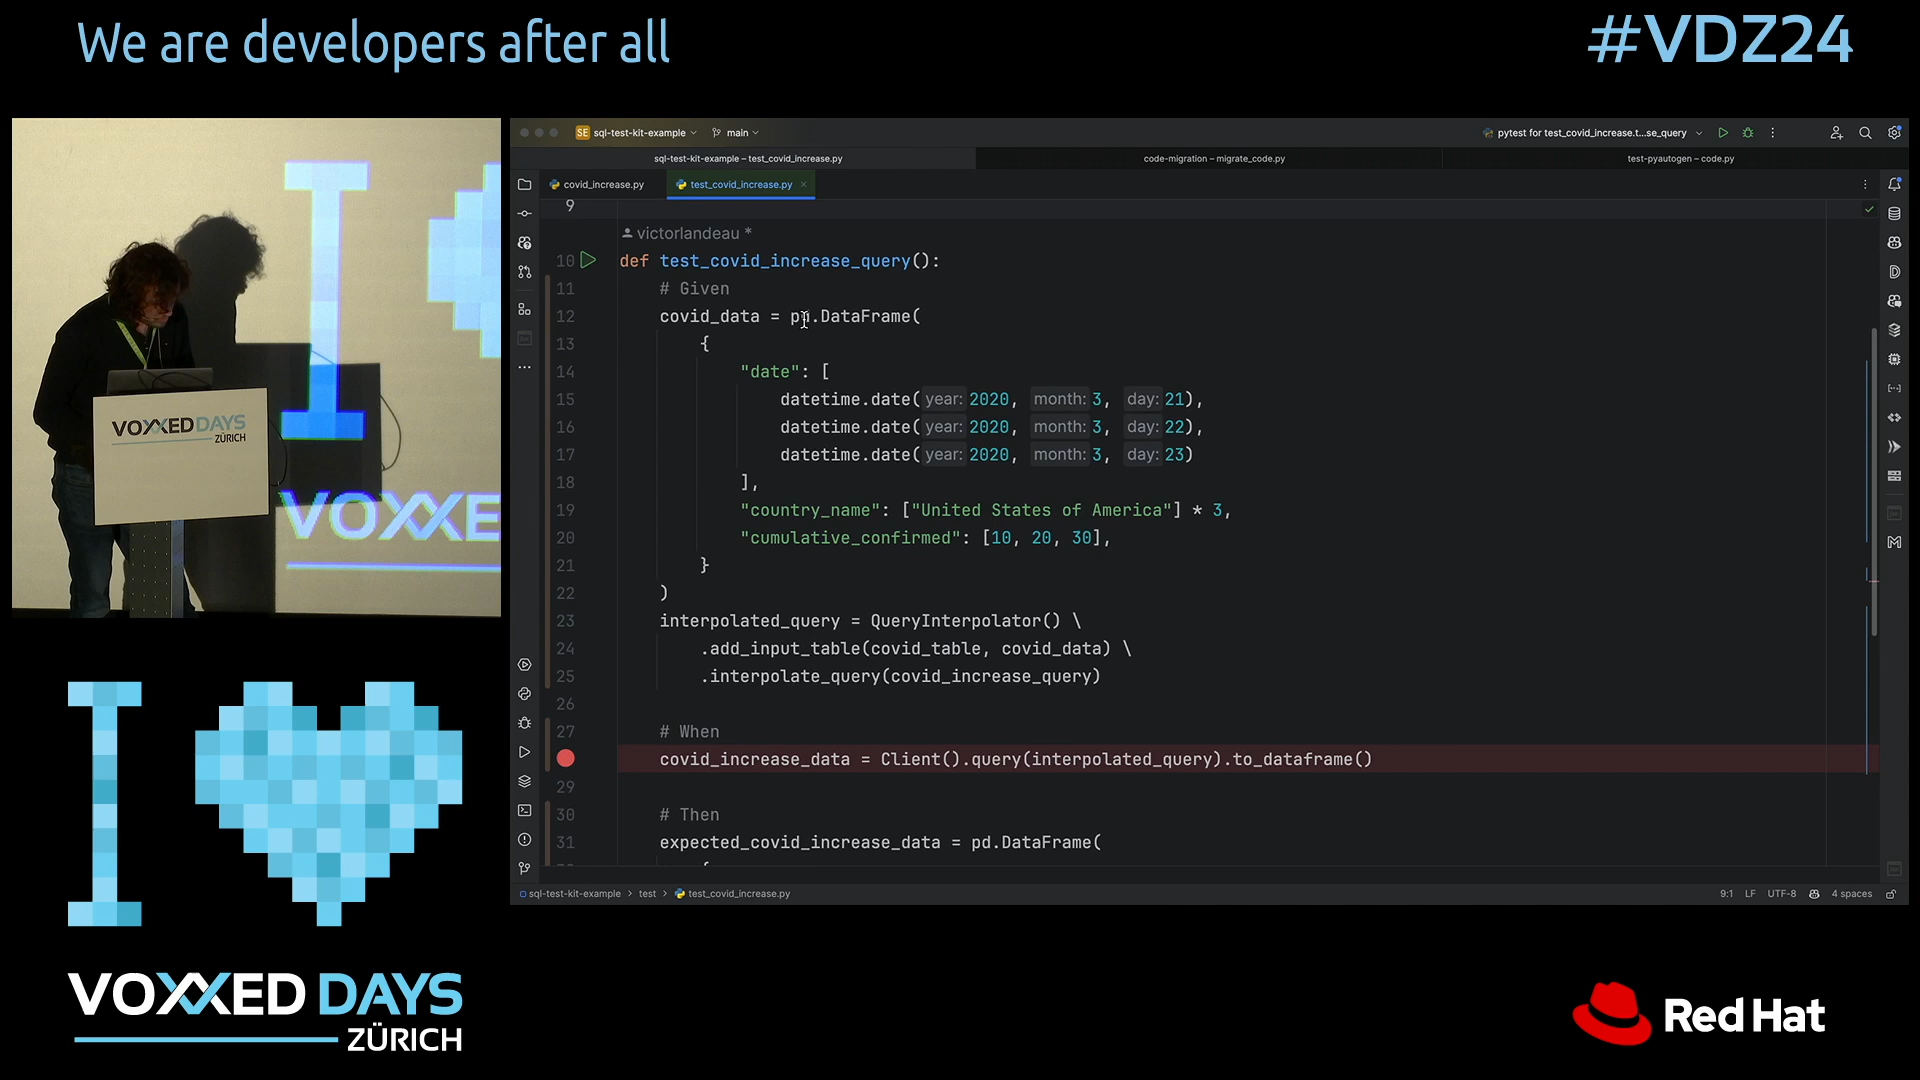 We are developers after all
#VDZ24
VOXXED DAYS
ZÜRICH
VOXXE
I
I
VOXXED DAYS
ZÜRICH
SE sql-test-kit-example
main
pytest for test_covid_increase.t...se_query
sql-test-kit-example – test_covid_increase.py
code-migration – migrate_code.py
test-pyautogen – code.py
covid_increase.py
test_covid_increase.py
9
victorlandeau *
10 def test_covid_increase_query():
11 # Given
12 covid_data = pd.DataFrame(
13 {
14 "date": [
15 datetime.date(year: 2020, month: 3, day: 21),
16 datetime.date(year: 2020, month: 3, day: 22),
17 datetime.date(year: 2020, month: 3, day: 23)
18 ],
19 "country_name": ["United States of America"] * 3,
20 "cumulative_confirmed": [10, 20, 30],
21 }
22 )
23 interpolated_query = QueryInterpolator() \
24 .add_input_table(covid_table, covid_data) \
25 .interpolate_query(covid_increase_query)
26
27 # When
covid_increase_data = Client().query(interpolated_query).to_dataframe()
29
30 # Then
31 expected_covid_increase_data = pd.DataFrame(
sql-test-kit-example > test > test_covid_increase.py
9:1 LF UTF-8 4 spaces
Red Hat